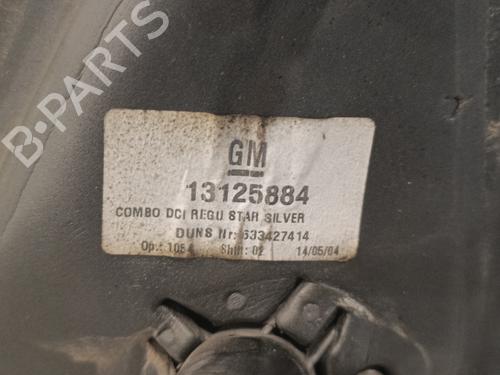 GM
13125884
COMBO DCI REGU STAR SILVER
DUNS Nr: 633427414
Op.: 1054 Shift: 02 14/05/04
B-PARTS